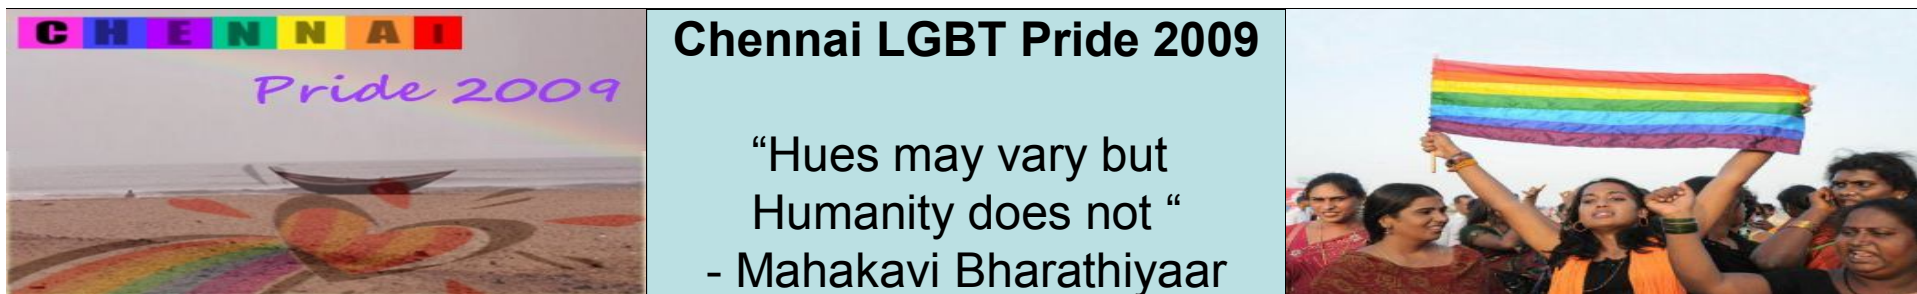 CHENNAI
Pride 2009
Chennai LGBT Pride 2009
“Hues may vary but
Humanity does not “
- Mahakavi Bharathiyaar